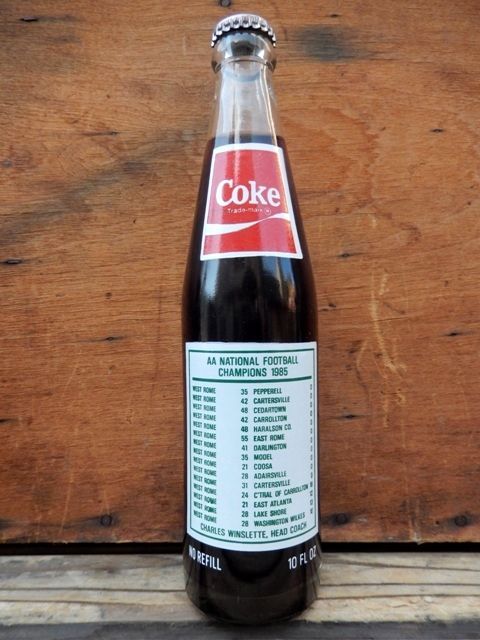 Coke
Trade-mark ®
AA NATIONAL FOOTBALL
CHAMPIONS 1985
WEST ROME 35 PEPPERELL
WEST ROME 42 CARTERSVILLE
WEST ROME 48 CEDARTOWN
WEST ROME 42 CARROLLTON
WEST ROME 48 HARALSON CO.
WEST ROME 55 EAST ROME
WEST ROME 41 DARLINGTON
WEST ROME 35 MODEL
WEST ROME 21 COOSA
WEST ROME 28 ADAIRSVILLE
WEST ROME 31 CARTERSVILLE
WEST ROME 24 C'TRAL OF CARROLLTON
WEST ROME 21 EAST ATLANTA
WEST ROME 28 LAKE SHORE
WEST ROME 28 WASHINGTON WILKES
CHARLES WINSLETTE, HEAD COACH
NO REFILL 10 FL OZ